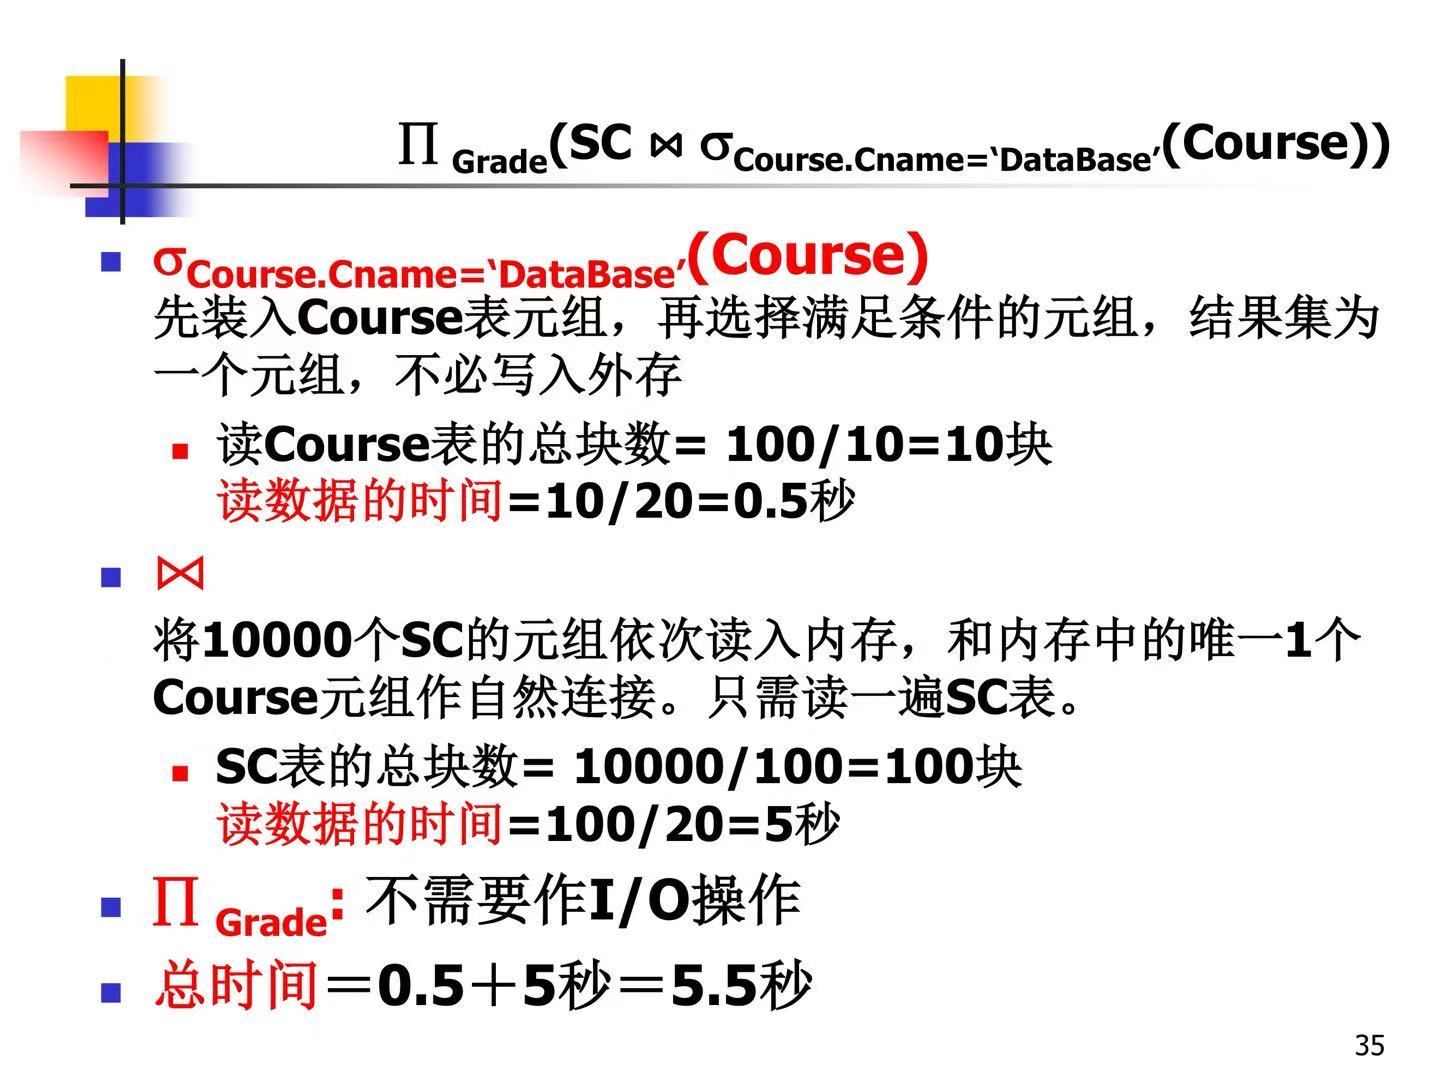 ∏ Grade(SC ⋈ σCourse.Cname=‘DataBase’(Course))
σCourse.Cname=‘DataBase’(Course)
先装入Course表元组，再选择满足条件的元组，结果集为
一个元组，不必写入外存
读Course表的总块数= 100/10=10块
读数据的时间=10/20=0.5秒
⋈
将10000个SC的元组依次读入内存，和内存中的唯一1个
Course元组作自然连接。只需读一遍SC表。
SC表的总块数= 10000/100=100块
读数据的时间=100/20=5秒
∏ Grade: 不需要作I/O操作
总时间＝0.5＋5秒＝5.5秒
35